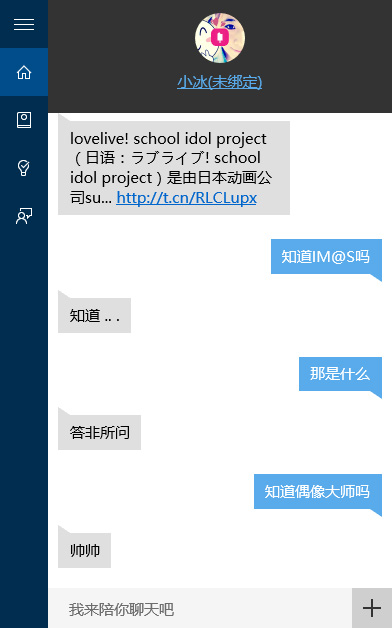 小冰(未绑定)
lovelive! school idol project
（日语：ラブライブ! school
idol project）是由日本动画公
司su... http://t.cn/RLCLupx
知道IM@S吗
知道 .. .
那是什么
答非所问
知道偶像大师吗
帅帅
我来陪你聊天吧